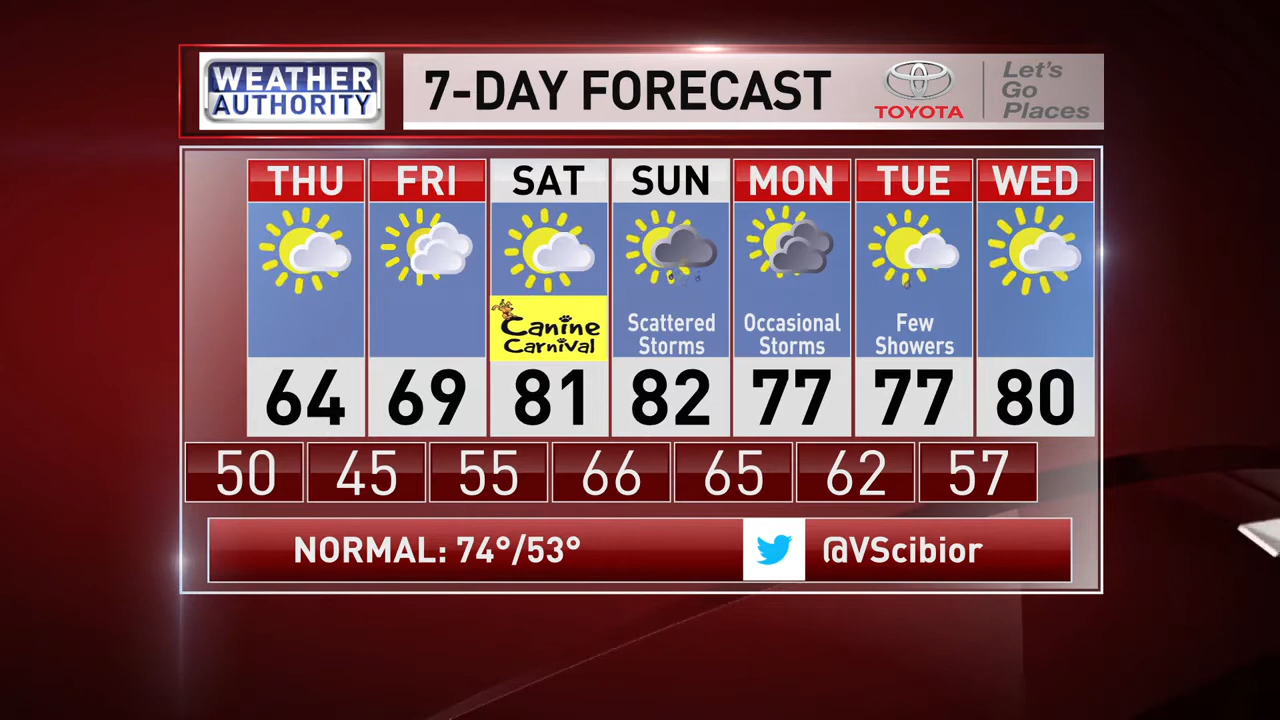 WEATHER
AUTHORITY
7-DAY FORECAST
TOYOTA
Let's
Go
Places
THU FRI SAT SUN MON TUE WED
Canine
Carnival
Scattered
Storms
Occasional
Storms
Few
Showers
64 69 81 82 77 77 80
50 45 55 66 65 62 57
NORMAL: 74°/53°
@VScibior